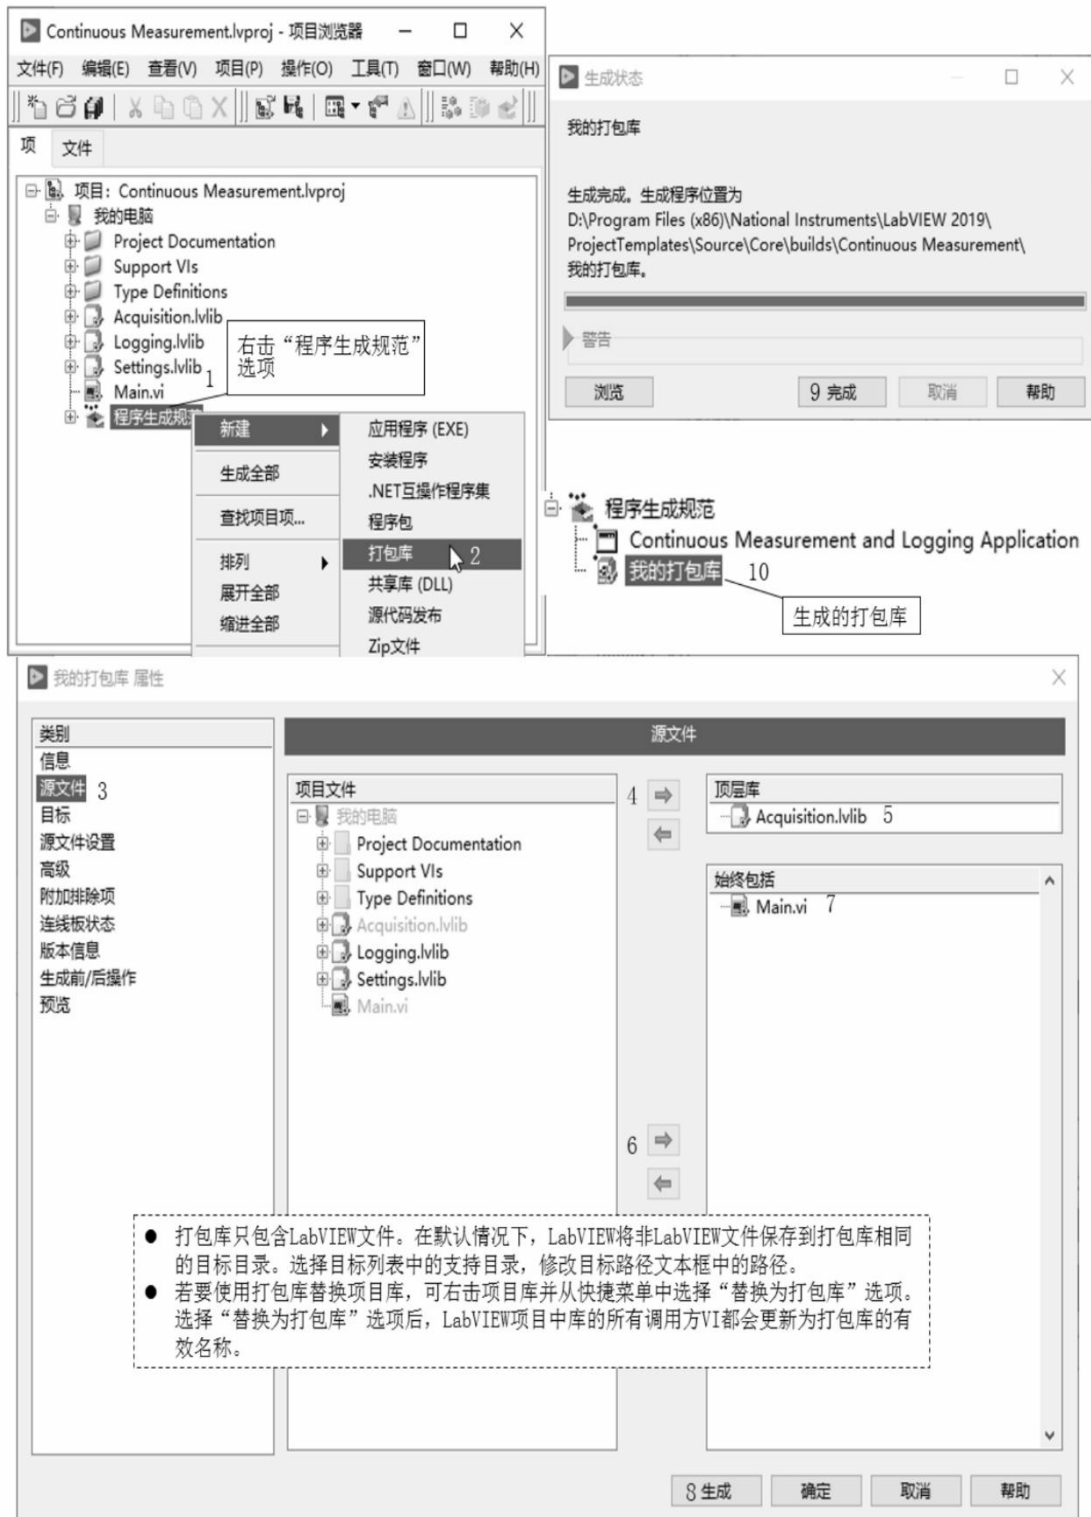 Continuous Measurement.lvproj - 项目浏览器
文件(F) 编辑(E) 查看(V) 项目(P) 操作(O) 工具(T) 窗口(W) 帮助(H)
项 文件
项目: Continuous Measurement.lvproj
我的电脑
Project Documentation
Support VIs
Type Definitions
Acquisition.lvlib
Logging.lvlib
Settings.lvlib
Main.vi
程序生成规范
1
右击“程序生成规范”
选项
新建
生成全部
查找项目项...
排列
展开全部
缩进全部
应用程序 (EXE)
安装程序
.NET互操作程序集
程序包
打包库 2
共享库 (DLL)
源代码发布
Zip文件
生成状态
我的打包库
生成完成。生成程序位置为
D:\Program Files (x86)\National Instruments\LabVIEW 2019\
ProjectTemplates\Source\Core\builds\Continuous Measurement\
我的打包库。
警告
浏览 9 完成 取消 帮助
程序生成规范
Continuous Measurement and Logging Application
我的打包库 10
生成的打包库
我的打包库 属性
类别
信息
源文件 3
目标
源文件设置
高级
附加排除项
连线板状态
版本信息
生成前/后操作
预览
源文件
项目文件
我的电脑
Project Documentation
Support VIs
Type Definitions
Acquisition.lvlib
Logging.lvlib
Settings.lvlib
Main.vi
4
6
顶层库
Acquisition.lvlib 5
始终包括
Main.vi 7
● 打包库只包含LabVIEW文件。在默认情况下，LabVIEW将非LabVIEW文件保存到打包库相同
的目标目录。选择目标列表中的支持目录，修改目标路径文本框中的路径。
● 若要使用打包库替换项目库，可右击项目库并从快捷菜单中选择“替换为打包库”选项。
选择“替换为打包库”选项后，LabVIEW项目中库的所有调用方VI都会更新为打包库的有
效名称。
8 生成 确定 取消 帮助